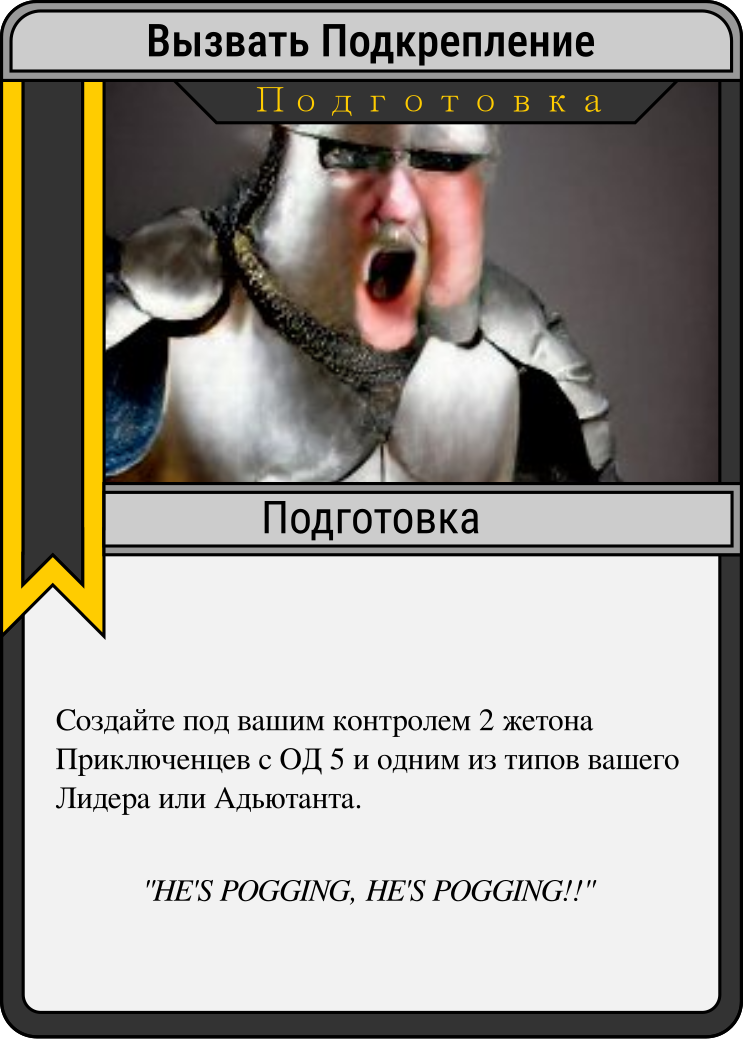 Вызвать Подкрепление
Подготовка
Подготовка
Создайте под вашим контролем 2 жетона
Приключенцев с ОД 5 и одним из типов вашего
Лидера или Адьютанта.
"HE'S POGGING, HE'S POGGING!!"